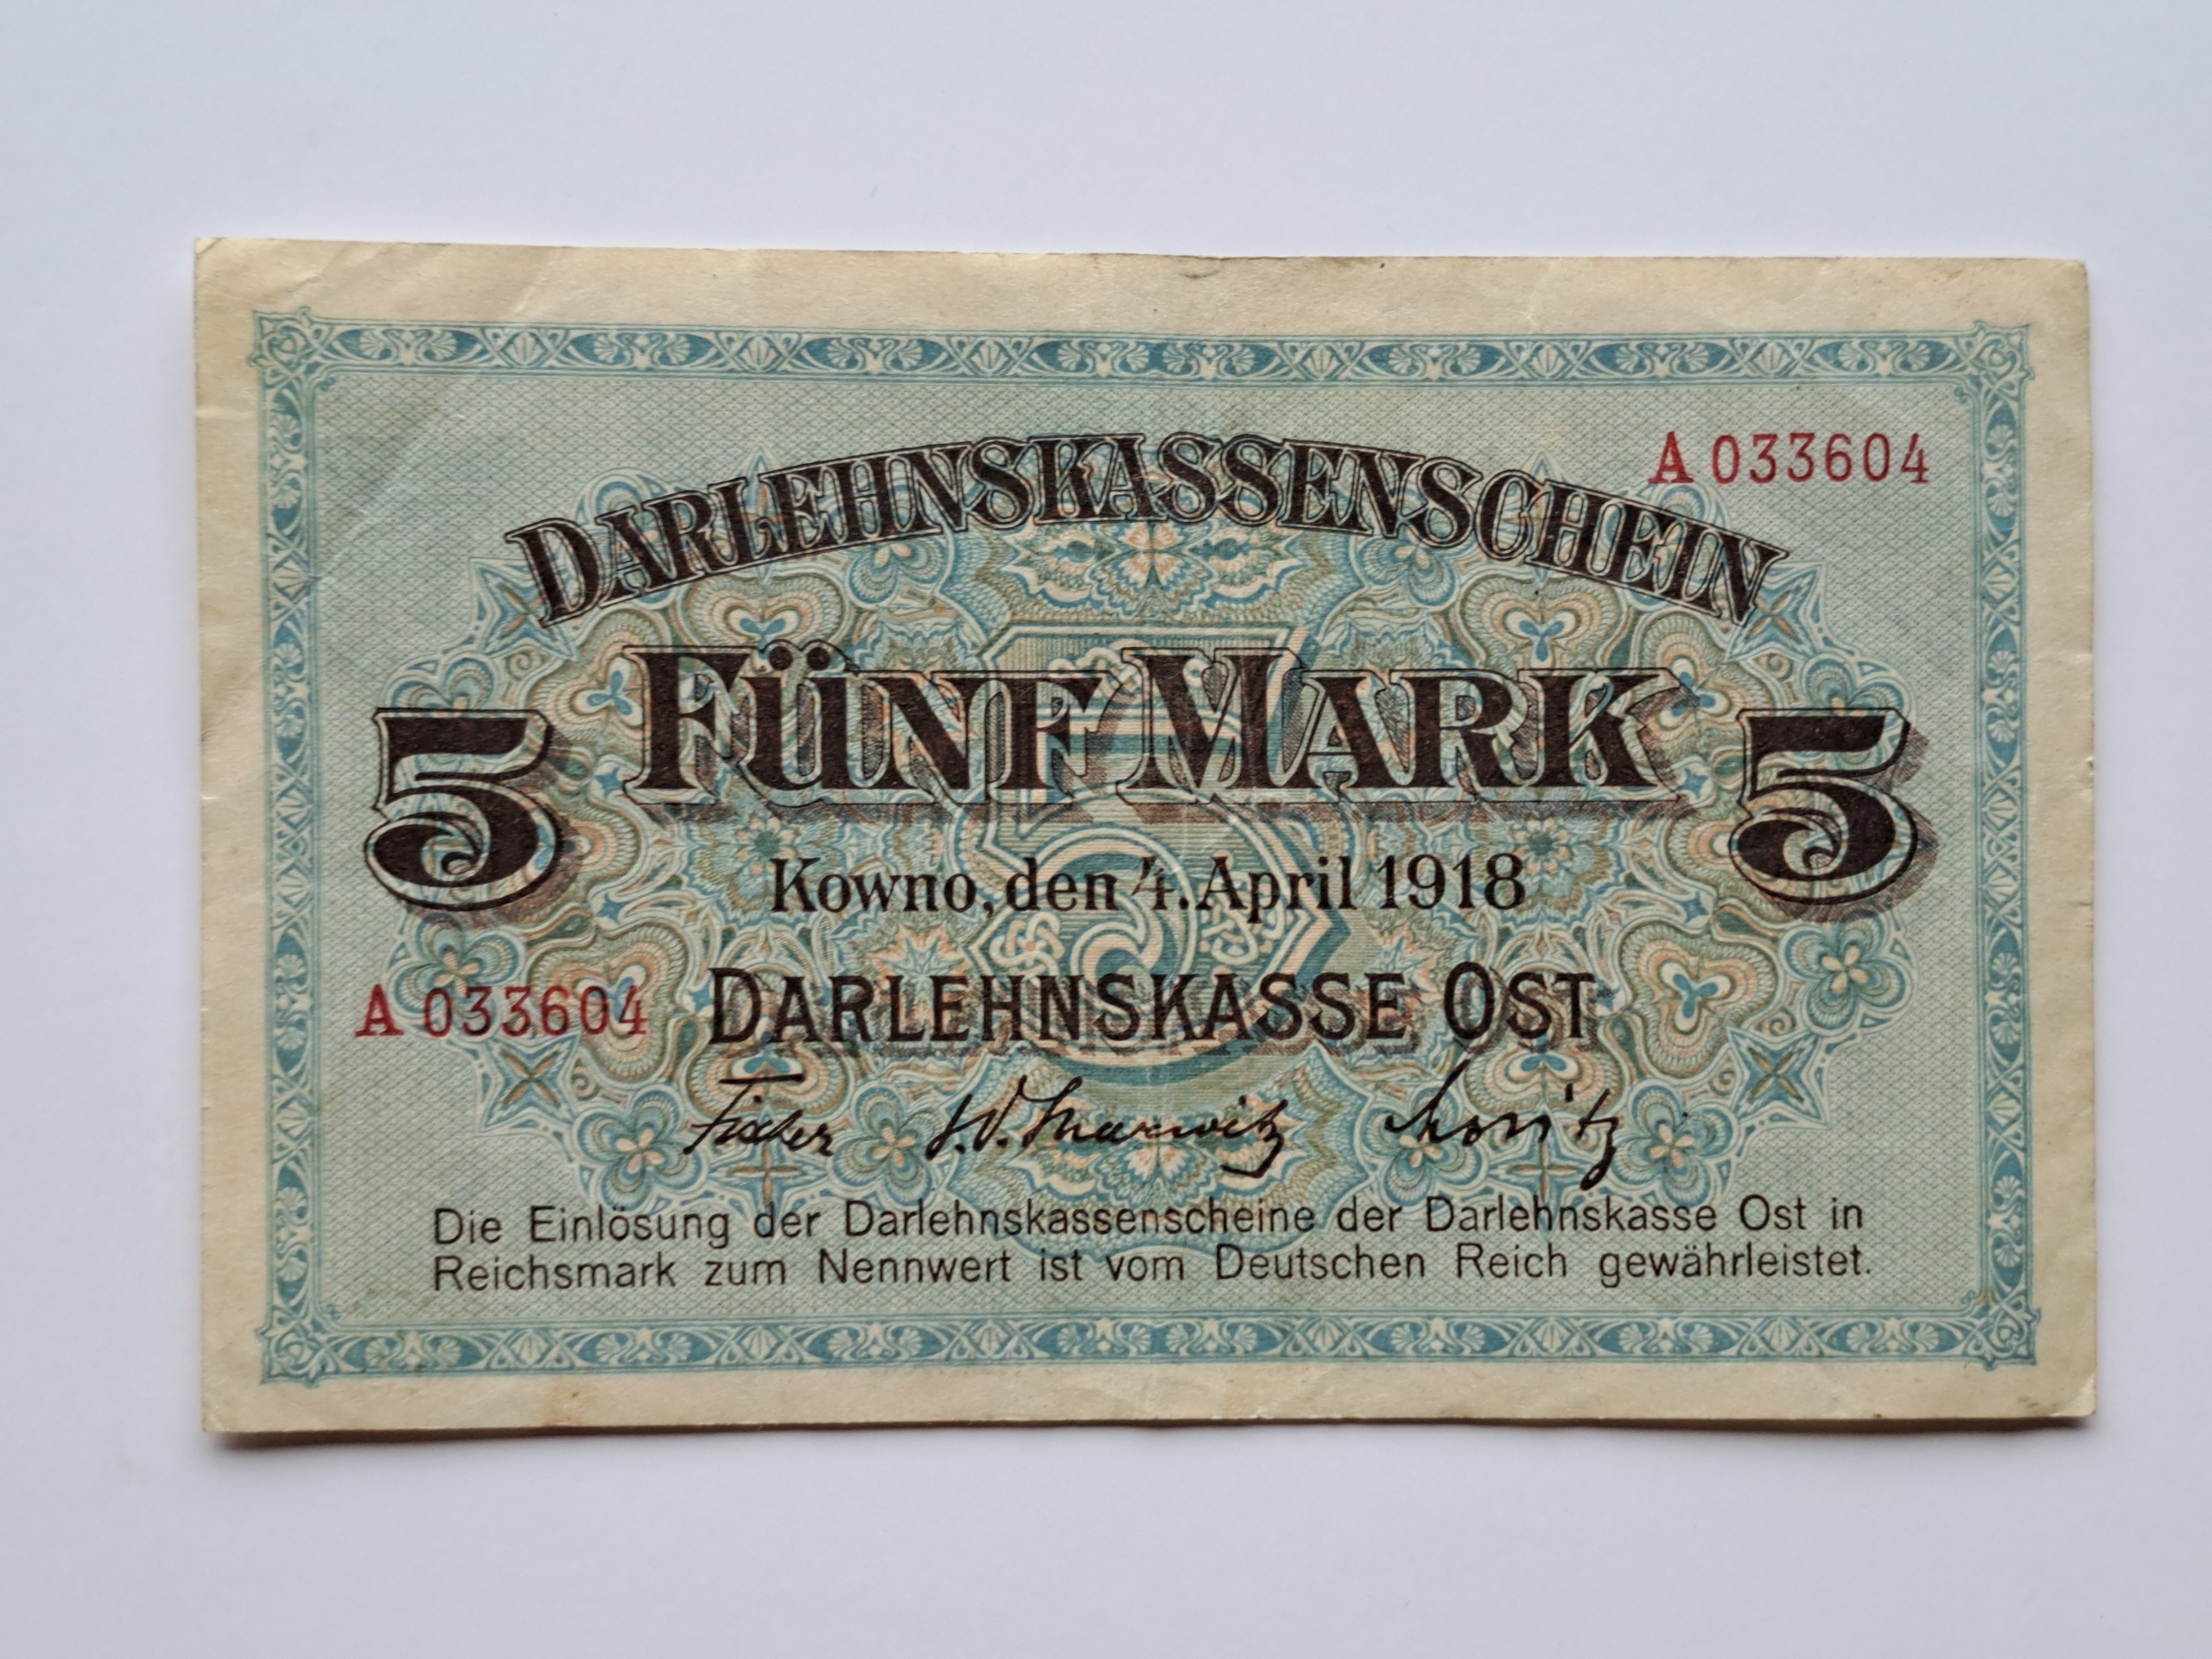 A 033604
DARLEHNSKASSENSCHEIN
5 FÜNF MARK 5
Kowno, den 4. April 1918
A 033604
DARLEHNSKASSE OST
Fischer
Die Einlösung der Darlehnskassenscheine der Darlehnskasse Ost in
Reichsmark zum Nennwert ist vom Deutschen Reich gewährleistet.